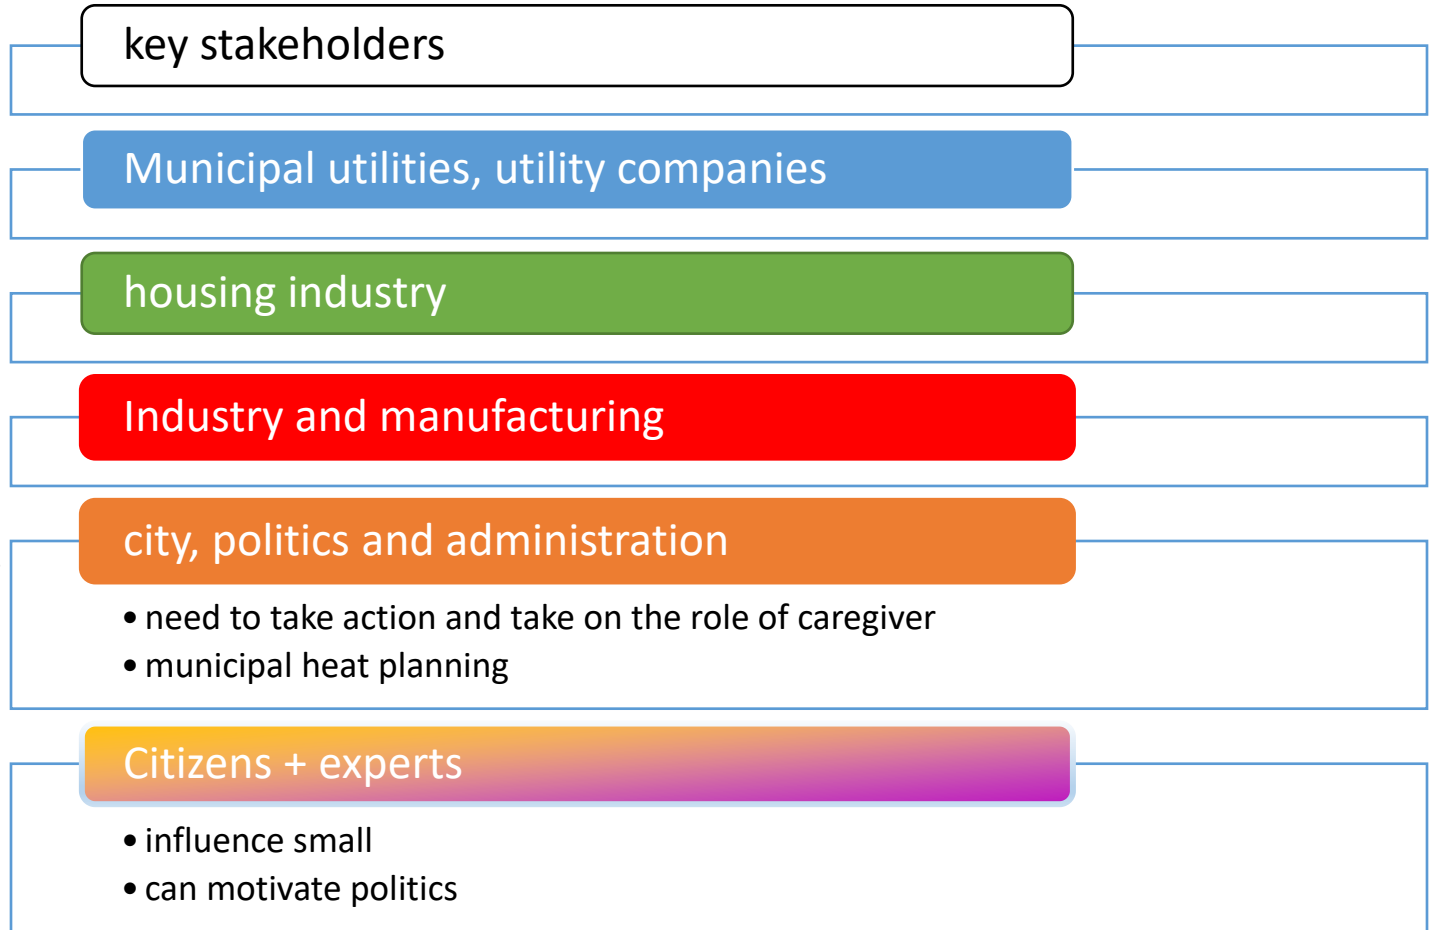 key stakeholders
Municipal utilities, utility companies
housing industry
Industry and manufacturing
city, politics and administration
• need to take action and take on the role of caregiver
• municipal heat planning
Citizens + experts
• influence small
• can motivate politics